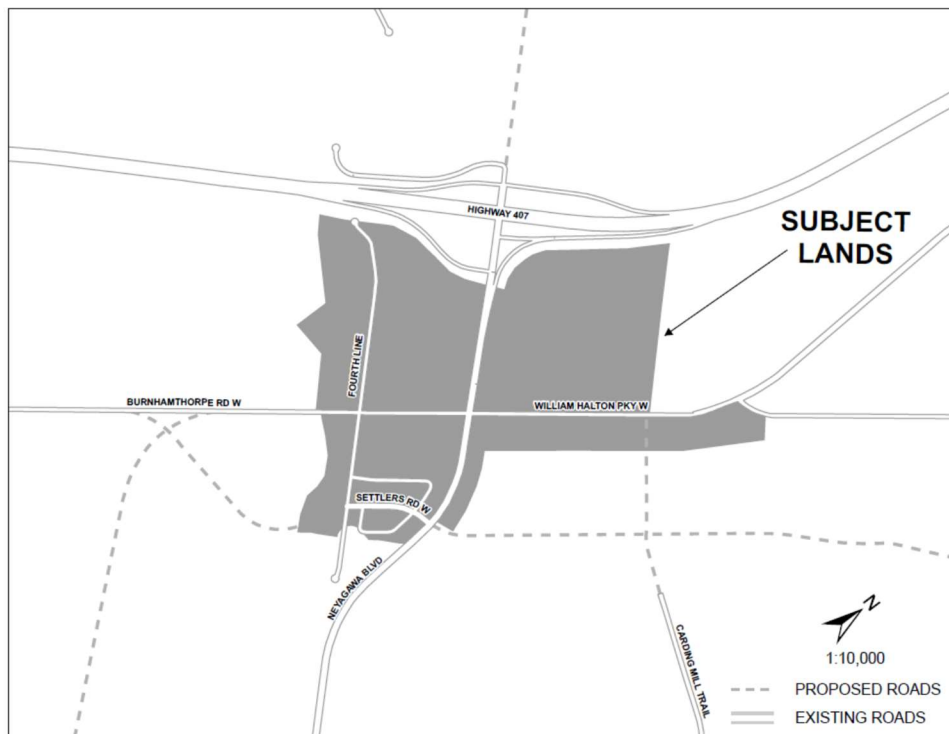 HIGHWAY 407
SUBJECT
LANDS
FOURTH LINE
BURNHAMTHORPE RD W
WILLIAM HALTON PKY W
SETTLERS RD W
NEYAGAWA BLVD
CARDING MILL TRAIL
N
1:10,000
PROPOSED ROADS
EXISTING ROADS